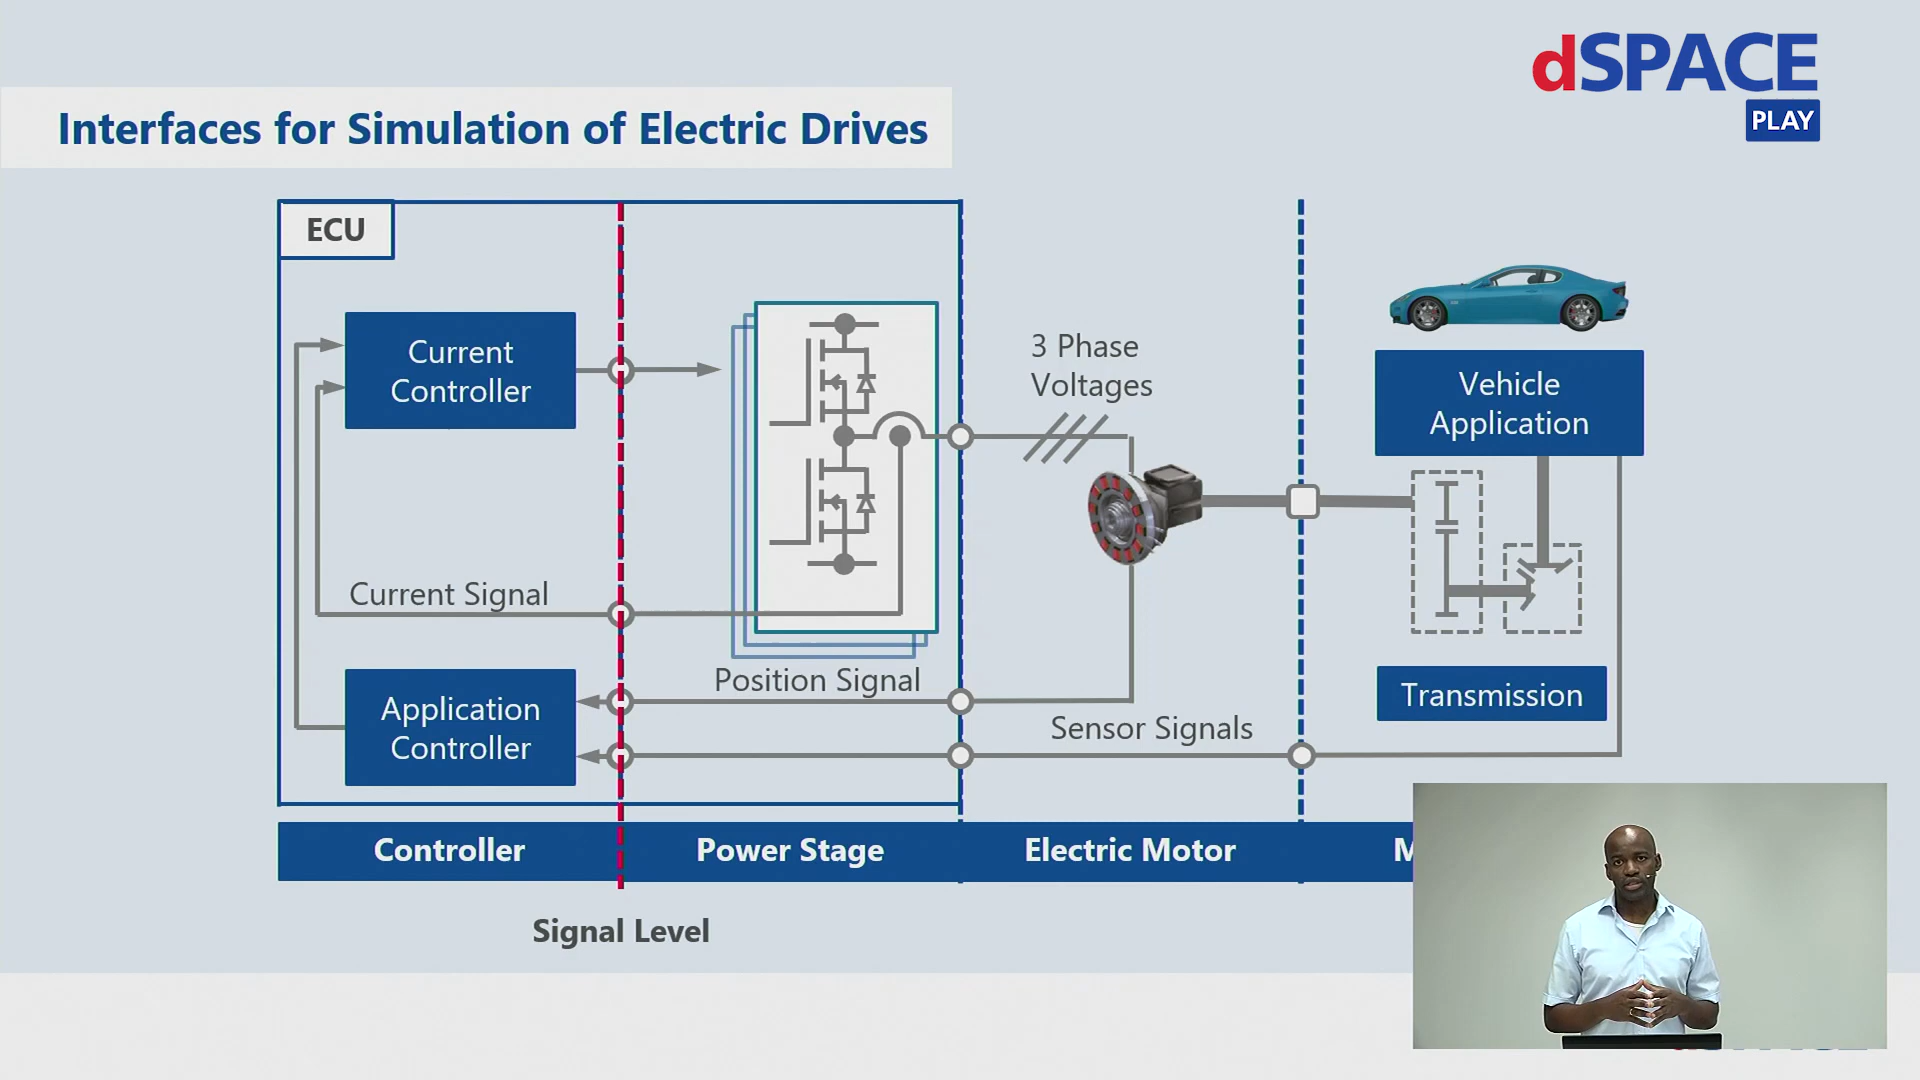 dSPACE
PLAY
Interfaces for Simulation of Electric Drives
ECU
Current
Controller
3 Phase
Voltages
Vehicle
Application
Current Signal
Position Signal
Application
Controller
Sensor Signals
Transmission
Controller
Power Stage
Electric Motor
Signal Level